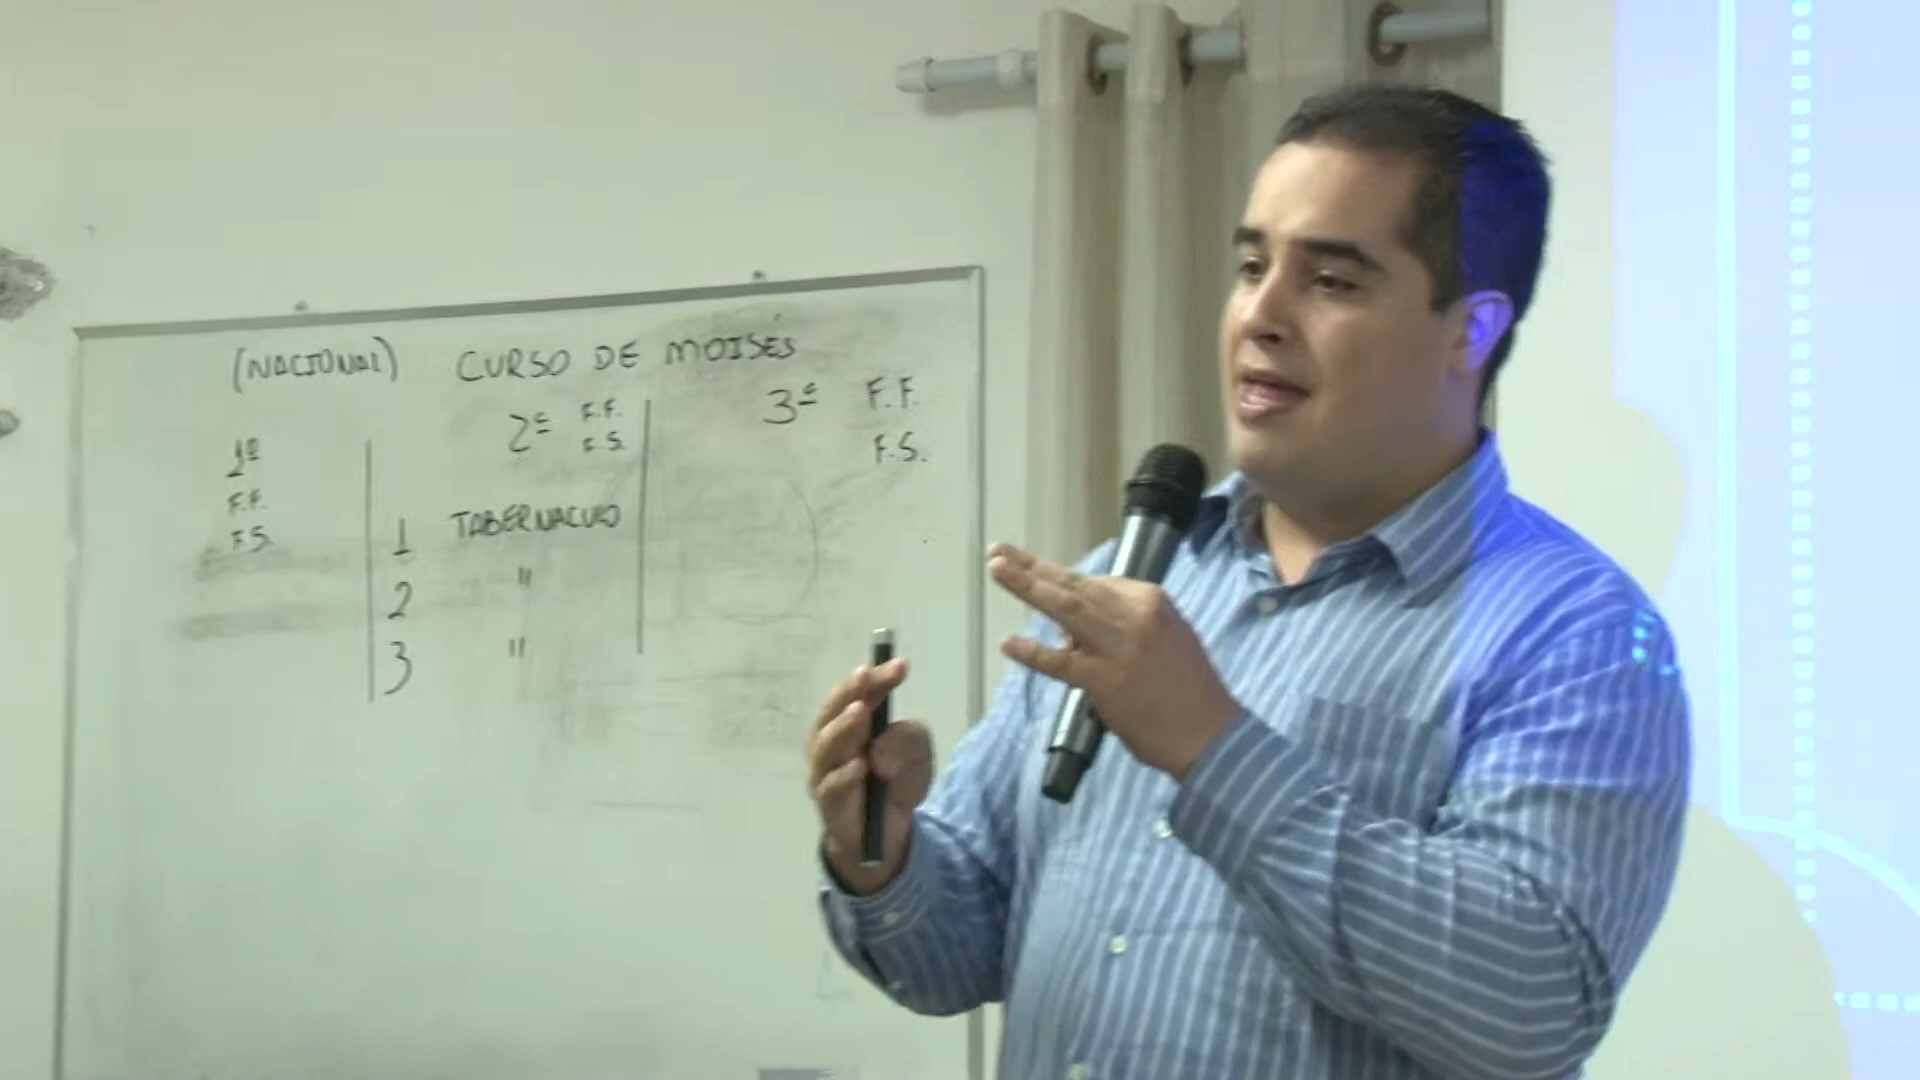 (NACIONAL) CURSO DE MOISÉS
1º
F.F.
F.S.
2º F.F.
F.S.
1 TABERNACULO
2 "
3 "
3º F.F.
F.S.